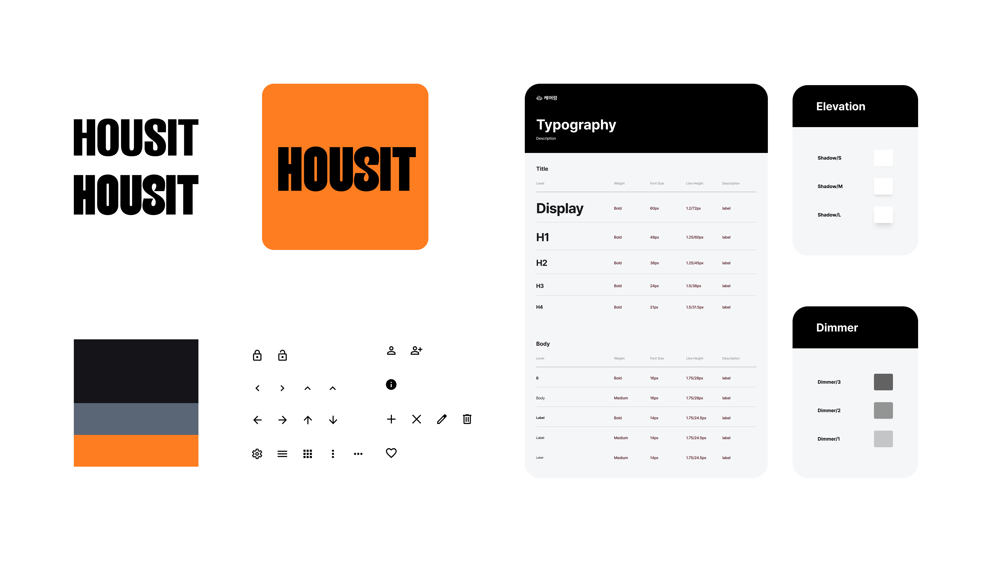 HOUSIT
HOUSIT
HOUSIT
케어링
Typography
Description
Title
Level Weight Font Size Line Height Description
Display Bold 60px 1.2/72px label
H1 Bold 48px 1.25/60px label
H2 Bold 36px 1.25/45px label
H3 Bold 24px 1.5/36px label
H4 Bold 21px 1.5/31.5px label
Body
Level Weight Font Size Line Height Description
B Bold 16px 1.75/28px label
Body Medium 16px 1.75/28px label
Label Bold 14px 1.75/24.5px label
Label Medium 14px 1.75/24.5px label
Label Medium 14px 1.75/24.5px label
Elevation
Shadow/S
Shadow/M
Shadow/L
Dimmer
Dimmer/3
Dimmer/2
Dimmer/1